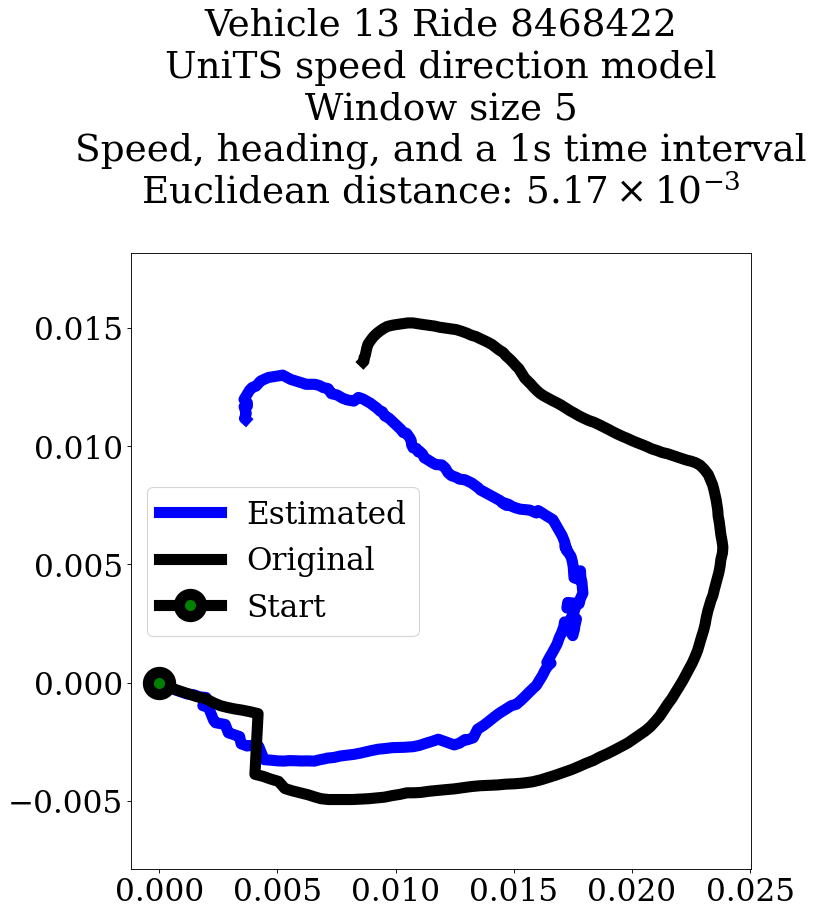 Vehicle 13 Ride 8468422
UniTS speed direction model
Window size 5
Speed, heading, and a 1s time interval
Euclidean distance: 5.17 × 10⁻³
0.015
0.010
0.005
0.000
−0.005
Estimated
Original
Start
0.000 0.005 0.010 0.015 0.020 0.025